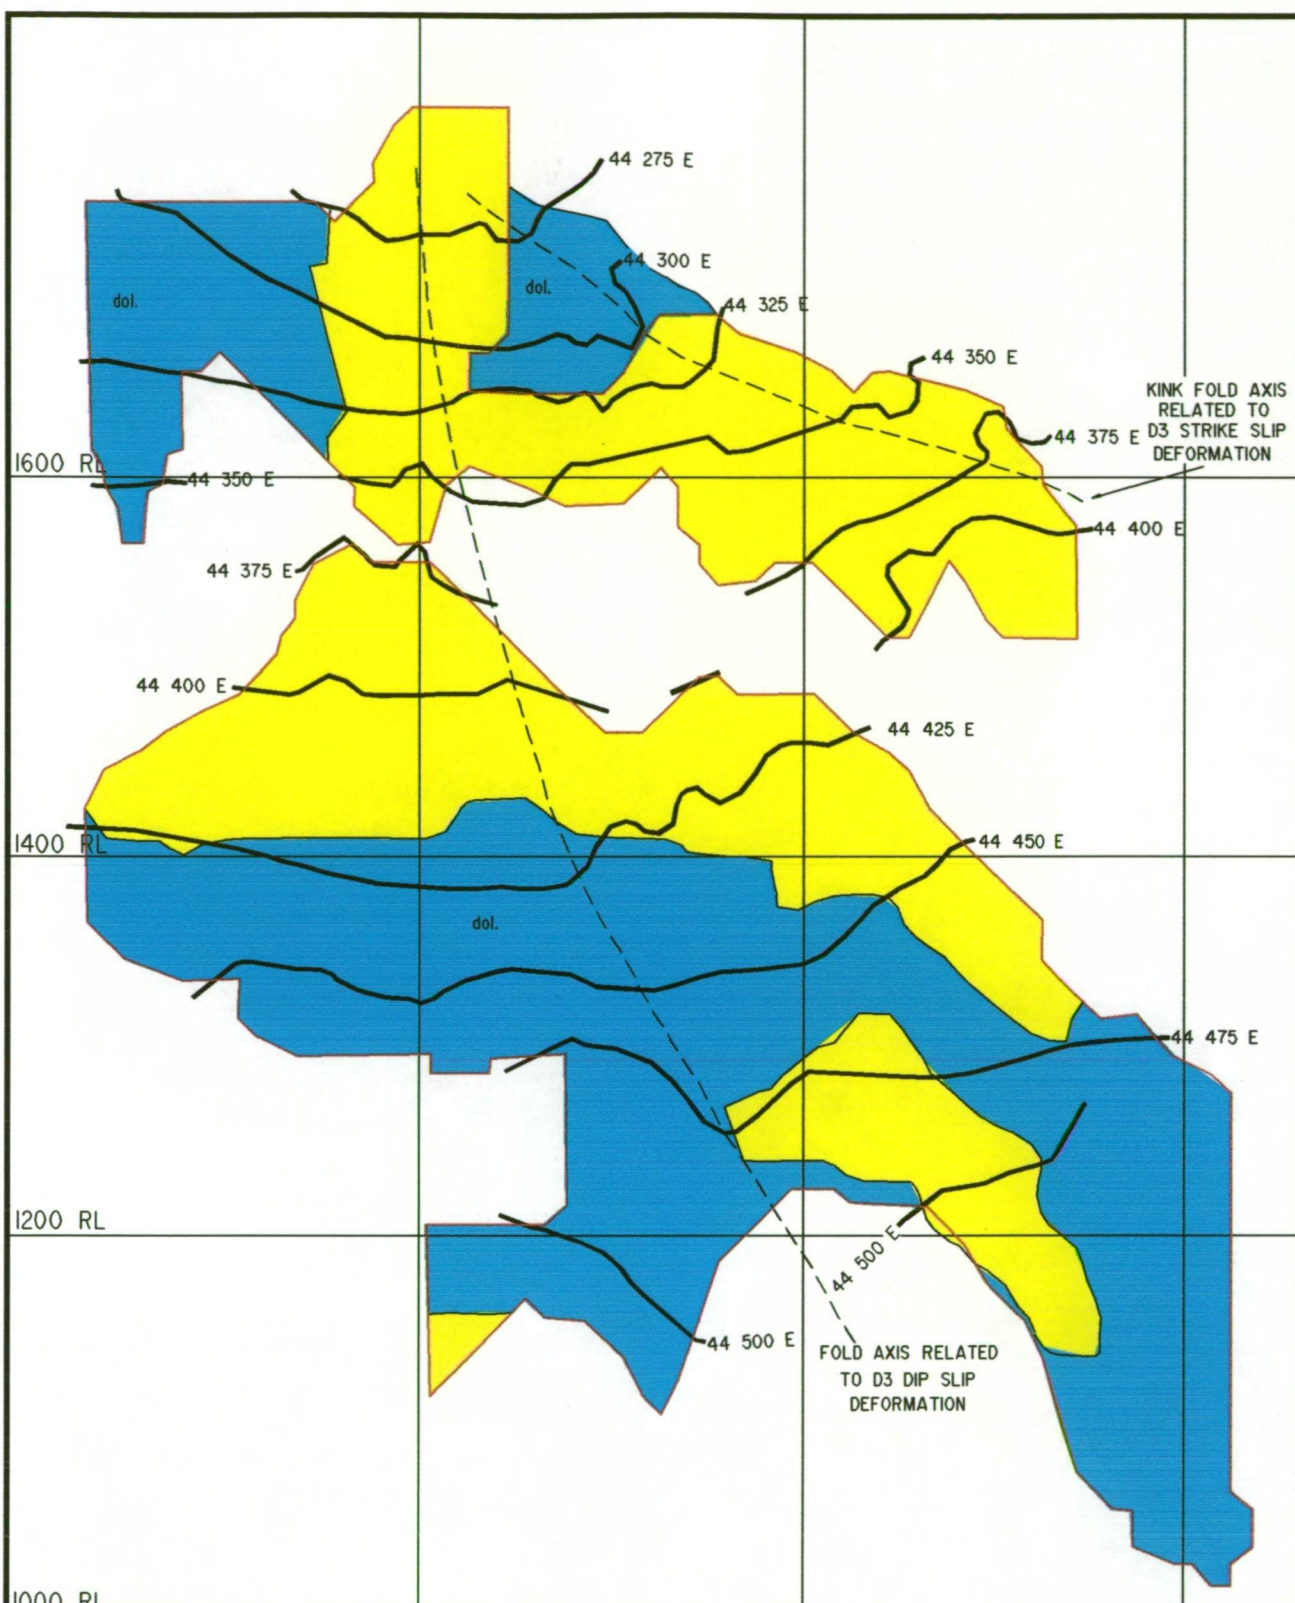 44 275 E
44 300 E
dol.
dol.
44 325 E
44 350 E
KINK FOLD AXIS
RELATED TO
D3 STRIKE SLIP
DEFORMATION
44 375 E
1600 RL
44 350 E
44 400 E
44 375 E
44 400 E
44 425 E
1400 RL
44 450 E
dol.
44 475 E
1200 RL
44 500 E
44 500 E
FOLD AXIS RELATED
TO D3 DIP SLIP
DEFORMATION
1000 RL